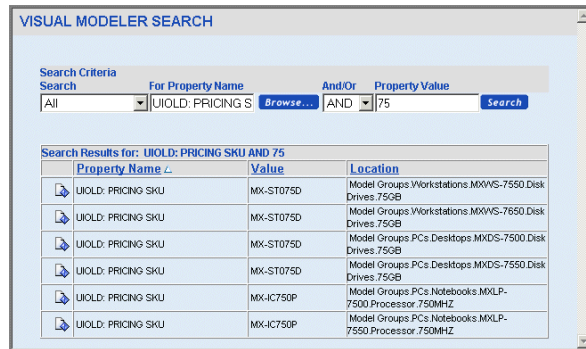 VISUAL MODELER SEARCH
Search Criteria
Search For Property Name And/Or Property Value
All UIOLD: PRICING S Browse... AND 75 Search
Search Results for: UIOLD: PRICING SKU AND 75
Property Name Value Location
UIOLD: PRICING SKU MX-ST075D Model Groups.Workstations.MXWS-7550.Disk
Drives.75GB
UIOLD: PRICING SKU MX-ST075D Model Groups.Workstations.MXWS-7650.Disk
Drives.75GB
UIOLD: PRICING SKU MX-ST075D Model Groups.PCs.Desktops.MXDS-7500.Disk
Drives.75GB
UIOLD: PRICING SKU MX-ST075D Model Groups.PCs.Desktops.MXDS-7550.Disk
Drives.75GB
UIOLD: PRICING SKU MX-IC750P Model Groups.PCs.Notebooks.MXLP-
7500.Processor.750MHZ
UIOLD: PRICING SKU MX-IC750P Model Groups.PCs.Notebooks.MXLP-
7550.Processor.750MHZ